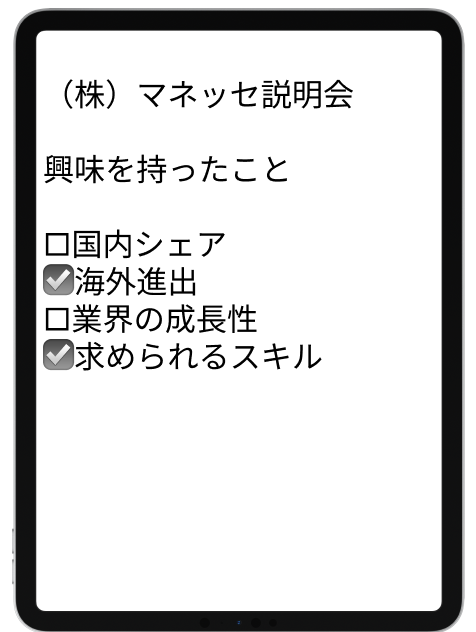 （株）マネッセ説明会
興味を持ったこと
□国内シェア
☑海外進出
□業界の成長性
☑求められるスキル